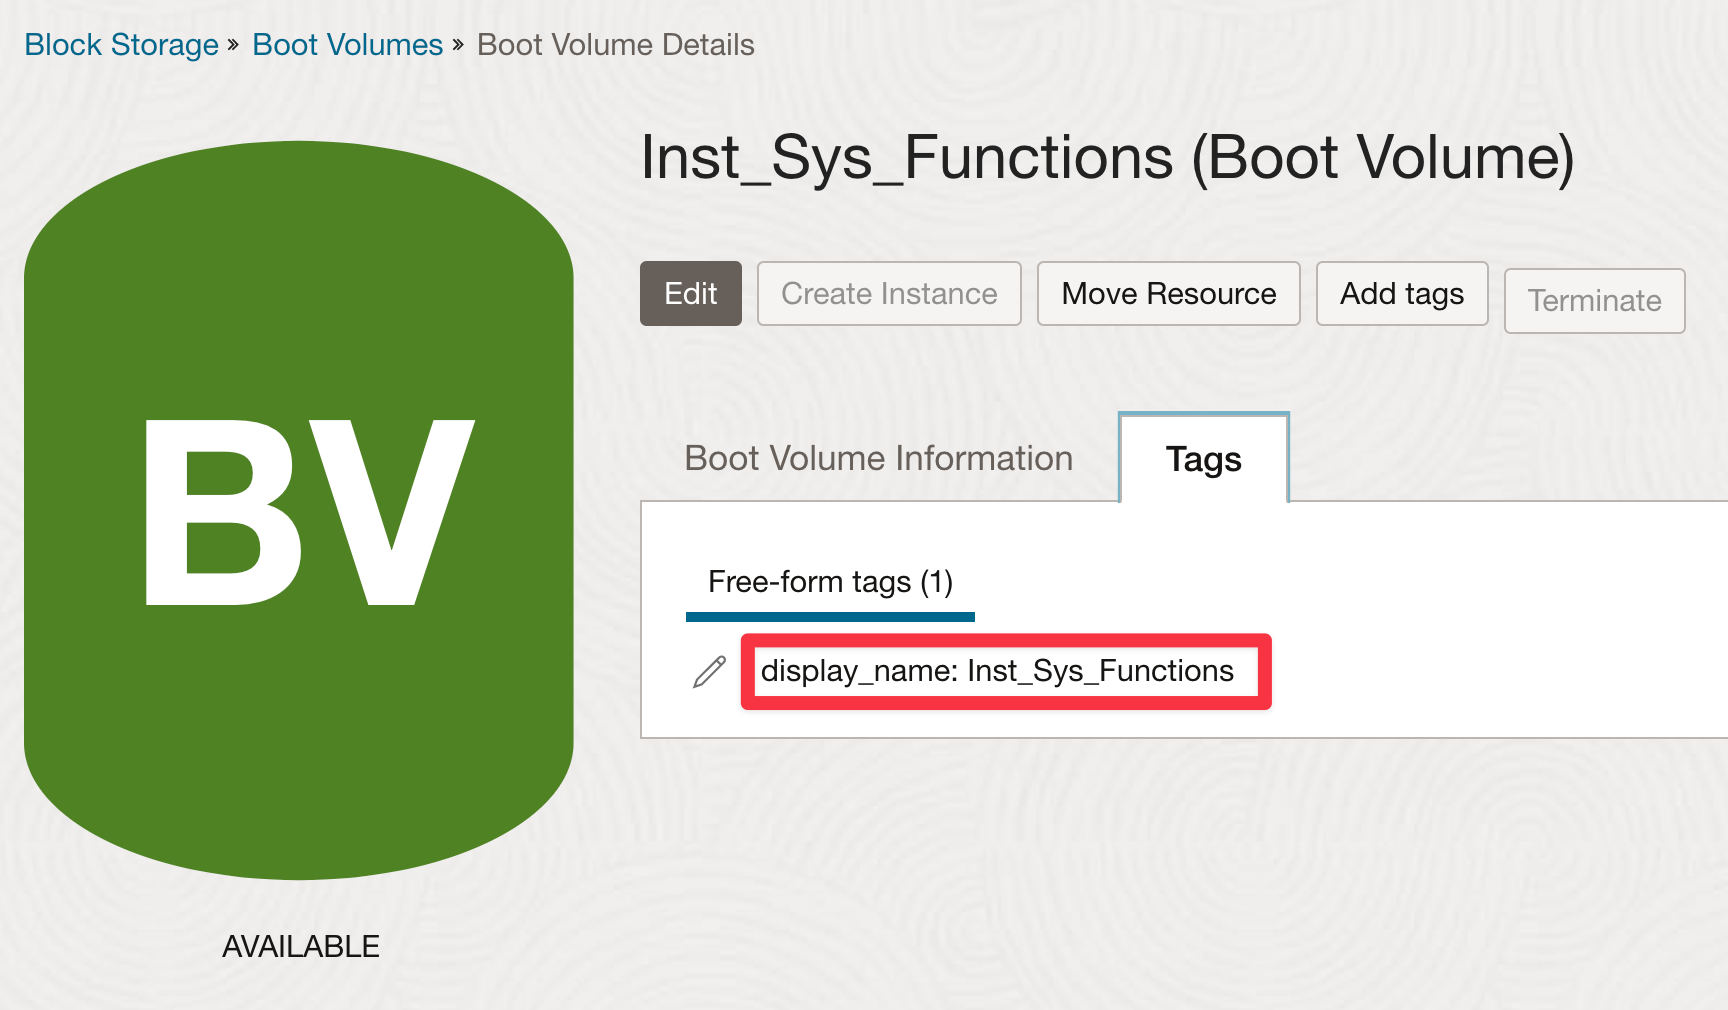 Block Storage » Boot Volumes » Boot Volume Details
Inst_Sys_Functions (Boot Volume)
Edit Create Instance Move Resource Add tags Terminate
BV
Boot Volume Information Tags
Free-form tags (1)
display_name: Inst_Sys_Functions
AVAILABLE